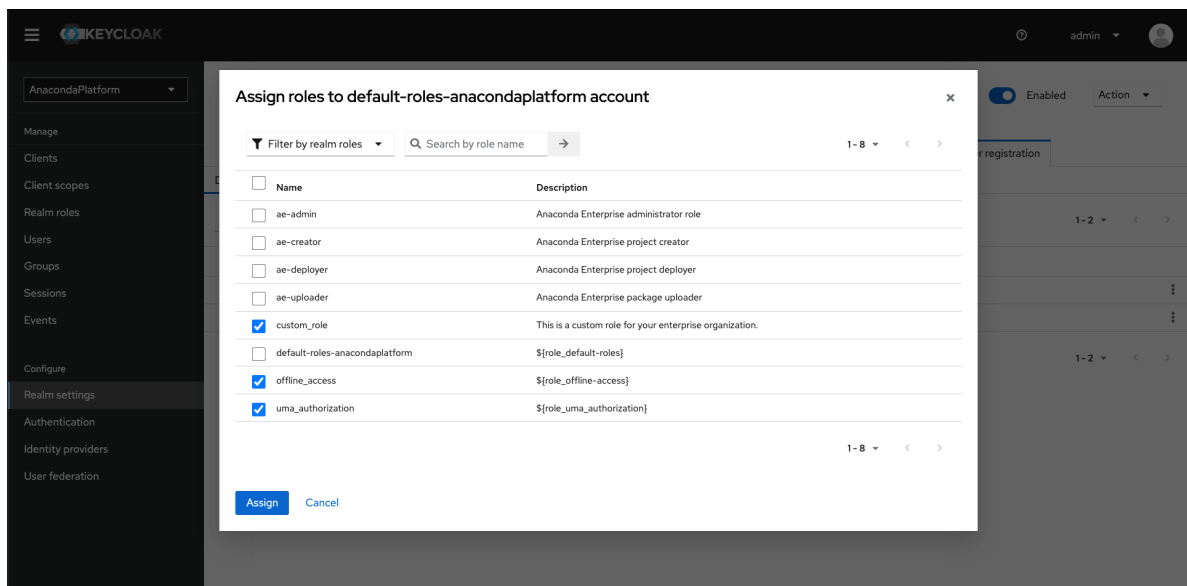 KEYCLOAK
admin
AnacondaPlatform
Manage
Clients
Client scopes
Realm roles
Users
Groups
Sessions
Events
Configure
Realm settings
Authentication
Identity providers
User federation
Enabled
Action
r registration
1-2
1-2
Assign roles to default-roles-anacondaplatform account
Filter by realm roles
Search by role name
1-8
Name Description
ae-admin Anaconda Enterprise administrator role
ae-creator Anaconda Enterprise project creator
ae-deployer Anaconda Enterprise project deployer
ae-uploader Anaconda Enterprise package uploader
custom_role This is a custom role for your enterprise organization.
default-roles-anacondaplatform ${role_default-roles}
offline_access ${role_offline-access}
uma_authorization ${role_uma_authorization}
1-8
Assign Cancel